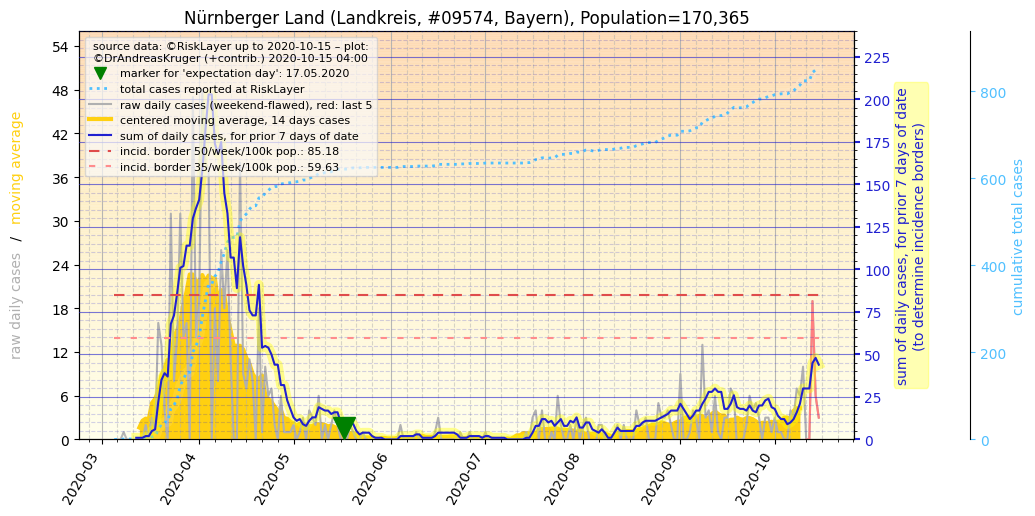 Nürnberger Land (Landkreis, #09574, Bayern), Population=170,365
source data: ©RiskLayer up to 2020-10-15 – plot:
©DrAndreasKruger (+contrib.) 2020-10-15 04:00
marker for 'expectation day': 17.05.2020
total cases reported at RiskLayer
raw daily cases (weekend-flawed), red: last 5
centered moving average, 14 days cases
sum of daily cases, for prior 7 days of date
incid. border 50/week/100k pop.: 85.18
incid. border 35/week/100k pop.: 59.63
raw daily cases / moving average
54
48
42
36
30
24
18
12
6
0
225
200
175
150
125
100
75
50
25
0
sum of daily cases, for prior 7 days of date
(to determine incidence borders)
800
600
400
200
0
cumulative total cases
2020-03
2020-04
2020-05
2020-06
2020-07
2020-08
2020-09
2020-10